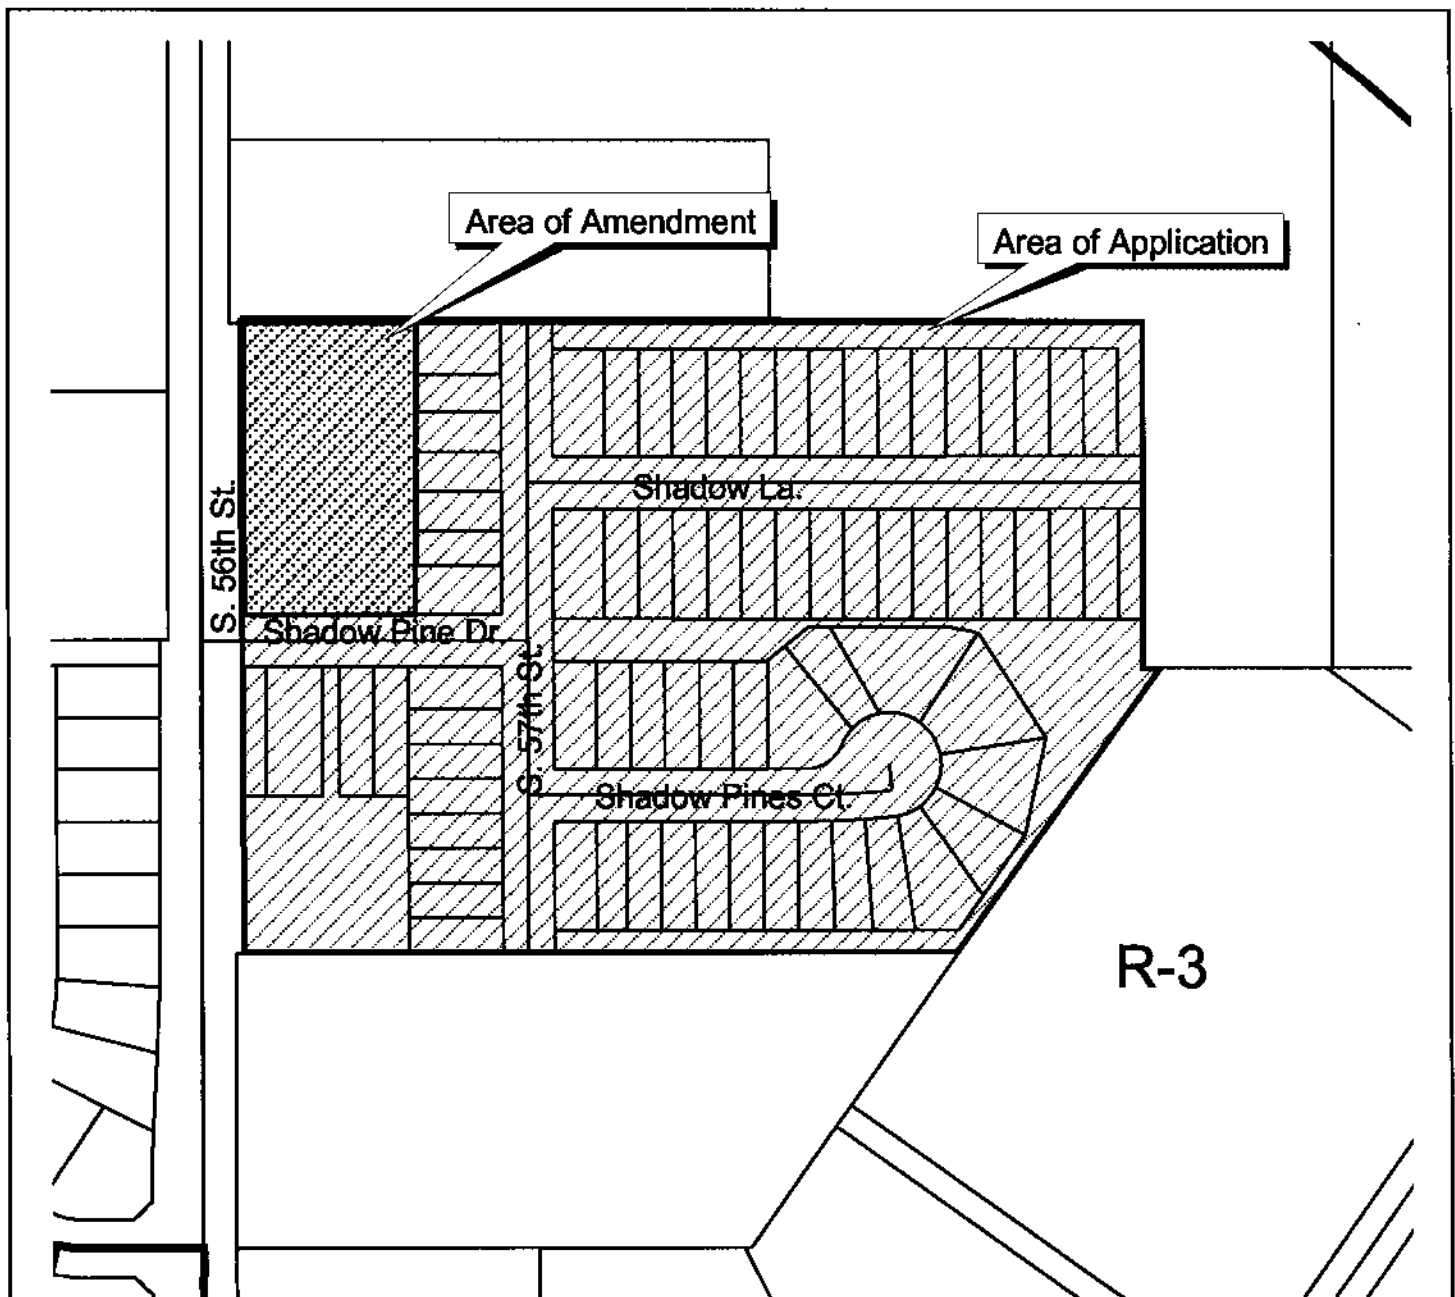 Area of Amendment
Area of Application
Shadow La.
S. 56th St.
Shadow Pine Dr.
S. 57th St.
Shadow Pines Ct.
R-3